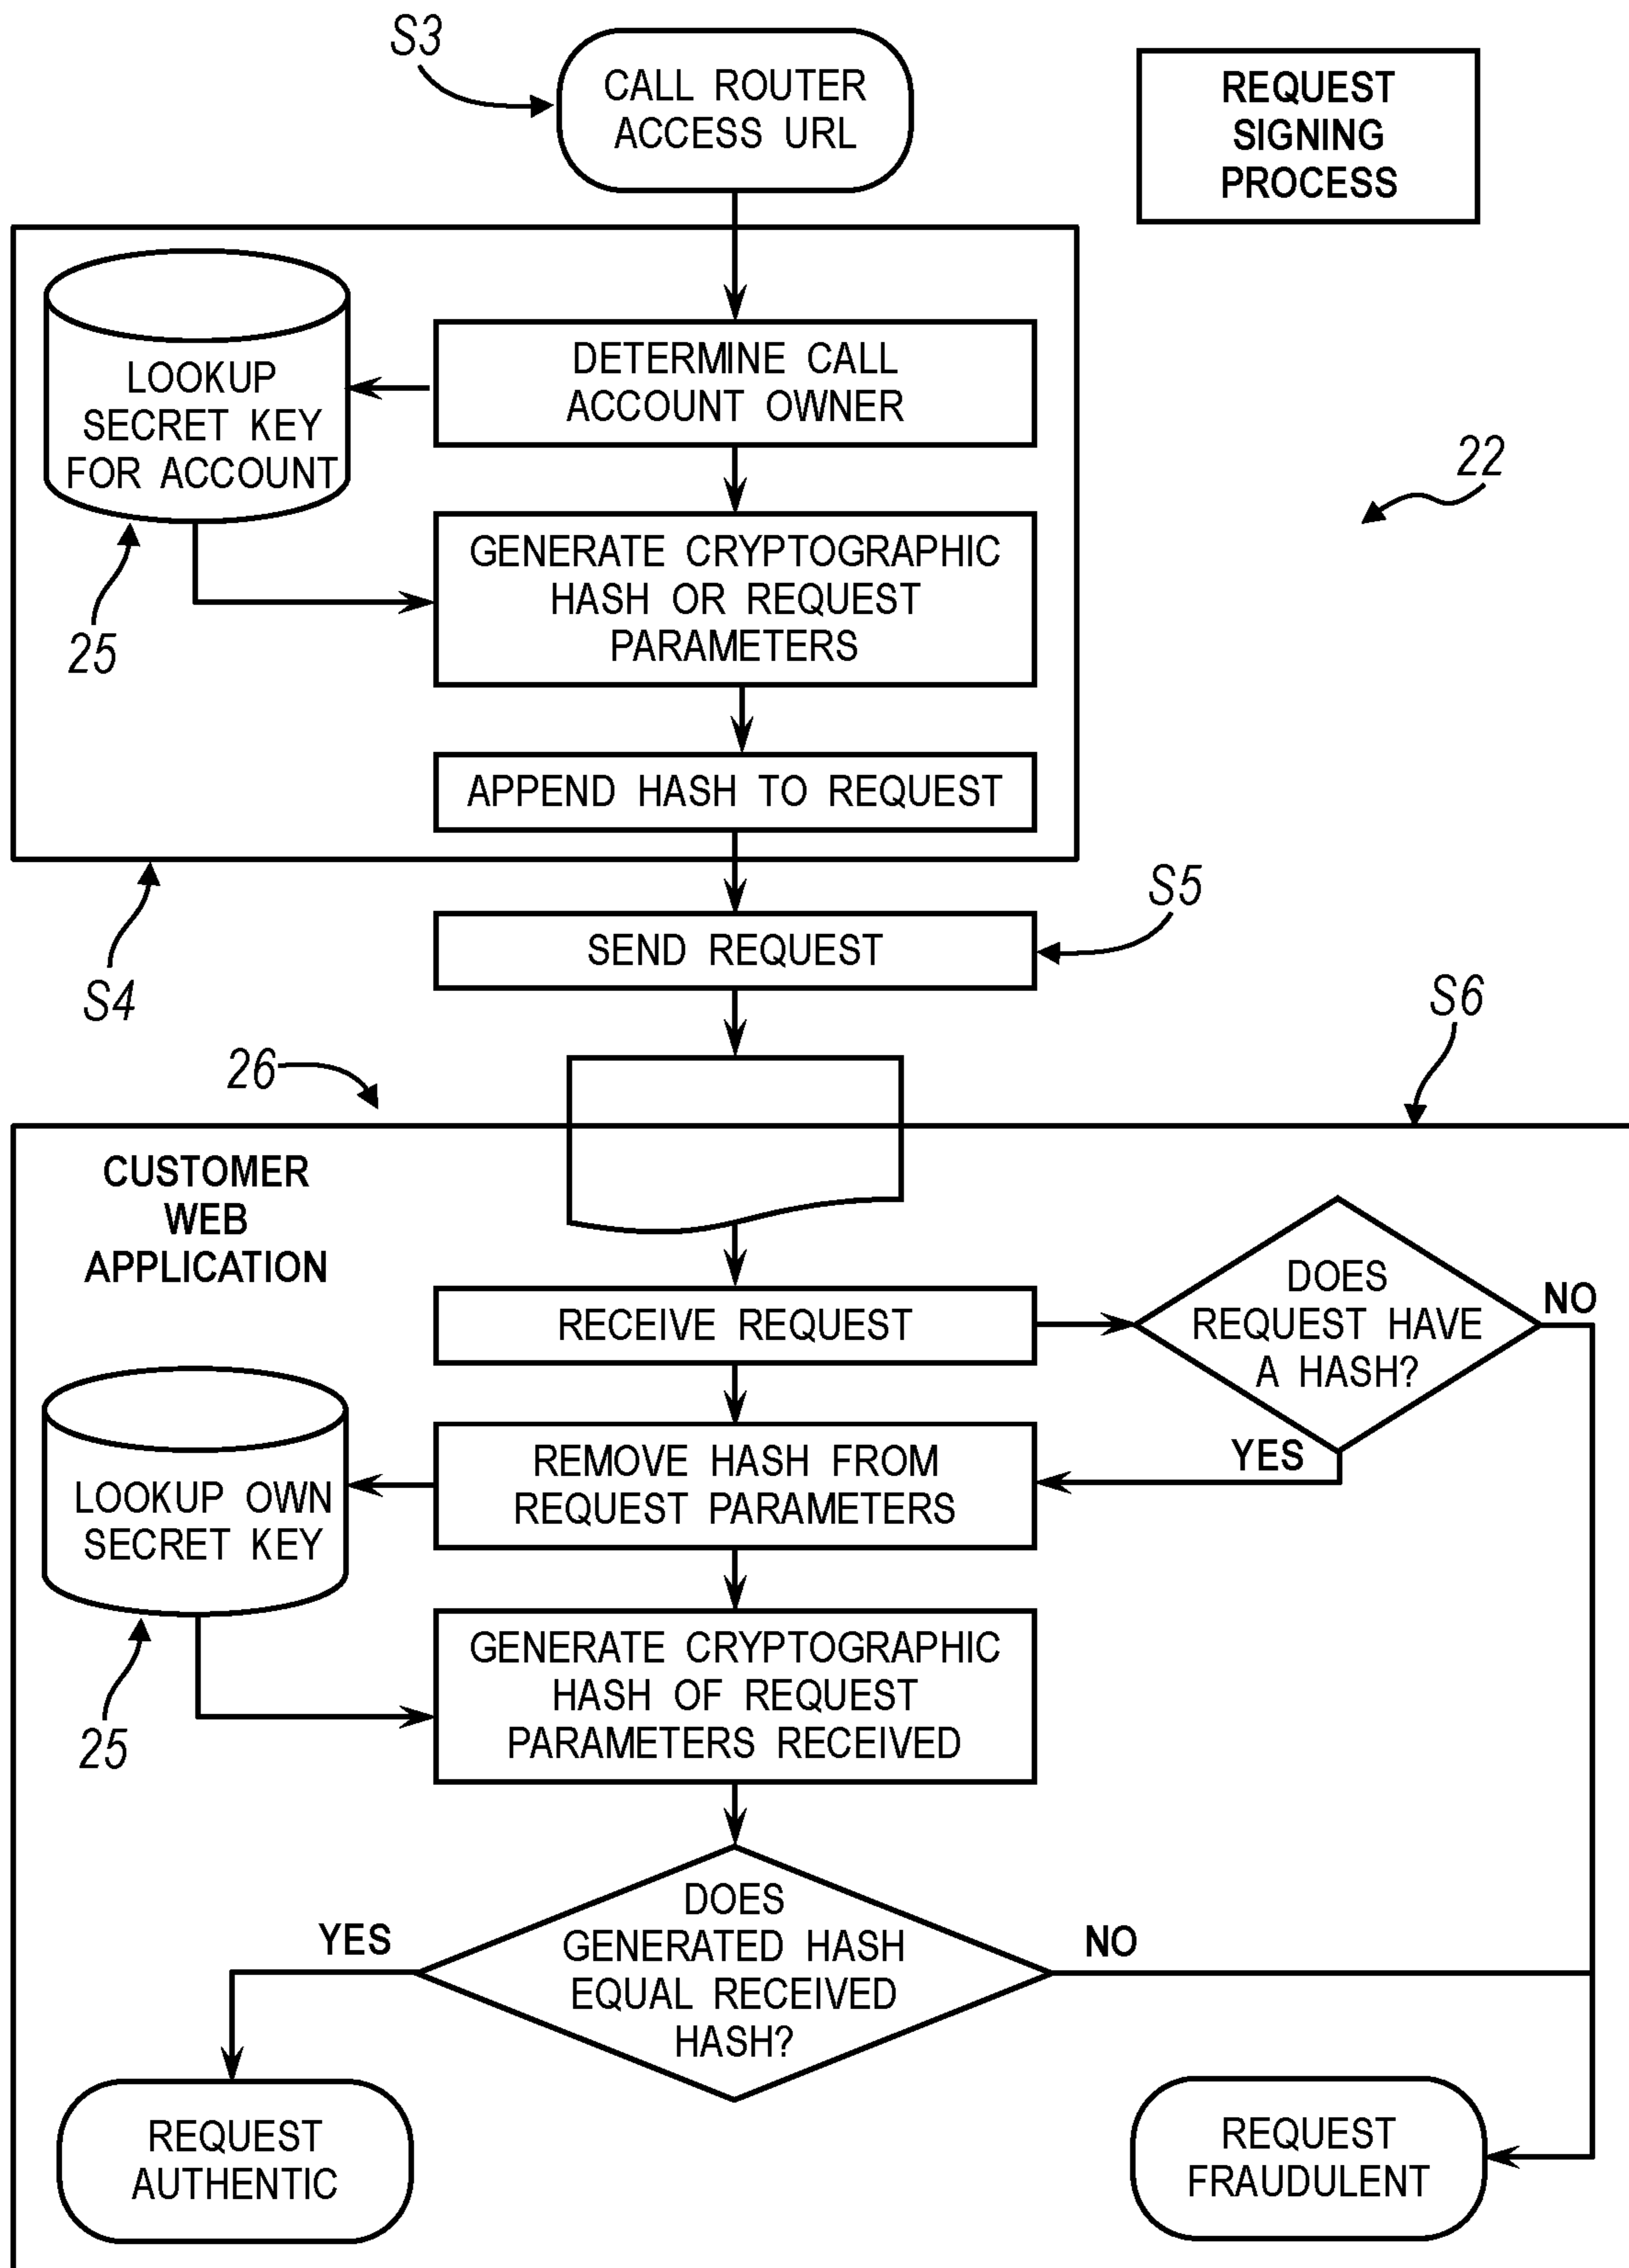 S3
CALL ROUTER
ACCESS URL
REQUEST
SIGNING
PROCESS
LOOKUP
SECRET KEY
FOR ACCOUNT
DETERMINE CALL
ACCOUNT OWNER
22
GENERATE CRYPTOGRAPHIC
HASH OR REQUEST
PARAMETERS
25
APPEND HASH TO REQUEST
S4
SEND REQUEST
S5
26
S6
CUSTOMER
WEB
APPLICATION
RECEIVE REQUEST
DOES
REQUEST HAVE
A HASH?
NO
YES
REMOVE HASH FROM
REQUEST PARAMETERS
LOOKUP OWN
SECRET KEY
GENERATE CRYPTOGRAPHIC
HASH OF REQUEST
PARAMETERS RECEIVED
25
DOES
GENERATED HASH
EQUAL RECEIVED
HASH?
YES
NO
REQUEST
AUTHENTIC
REQUEST
FRAUDULENT